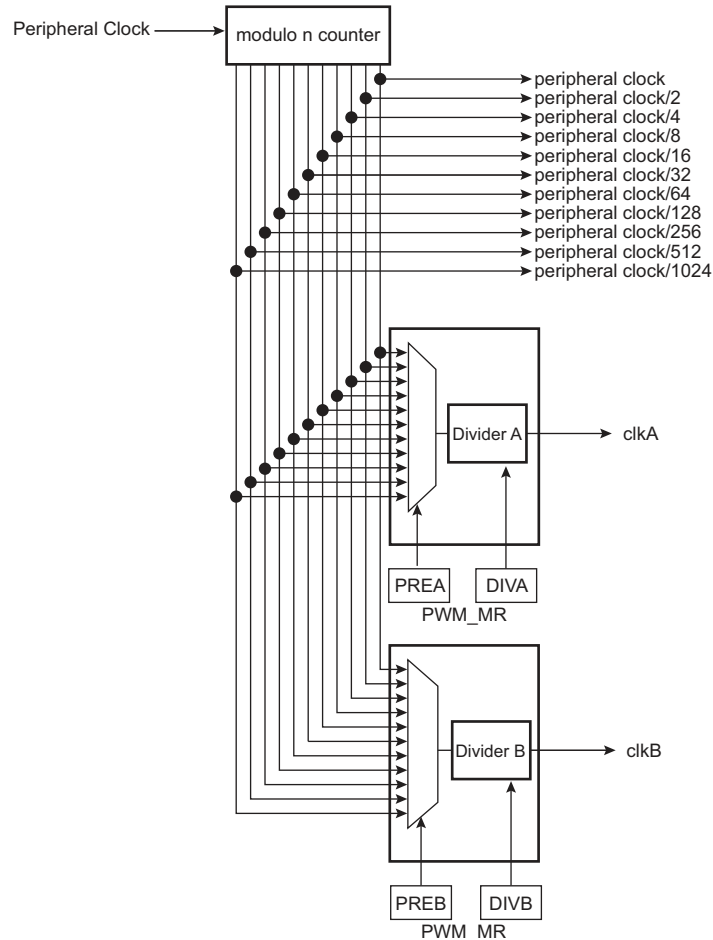 Peripheral Clock
modulo n counter
peripheral clock
peripheral clock/2
peripheral clock/4
peripheral clock/8
peripheral clock/16
peripheral clock/32
peripheral clock/64
peripheral clock/128
peripheral clock/256
peripheral clock/512
peripheral clock/1024
Divider A
clkA
PREA
DIVA
PWM_MR
Divider B
clkB
PREB
DIVB
PWM_MR